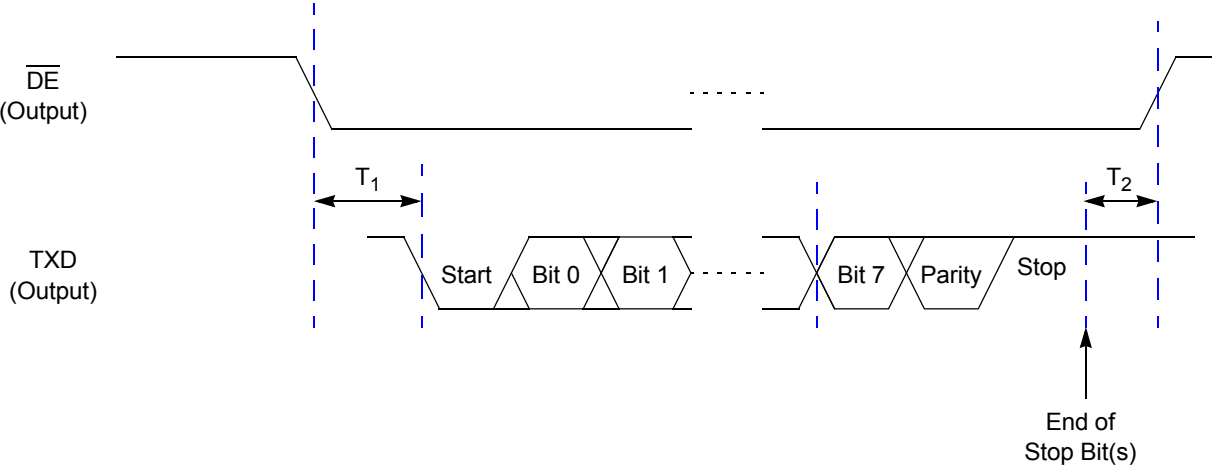 DE
(Output)
T1
T2
TXD
(Output)
Start
Bit 0
Bit 1
Bit 7
Parity
Stop
End of
Stop Bit(s)